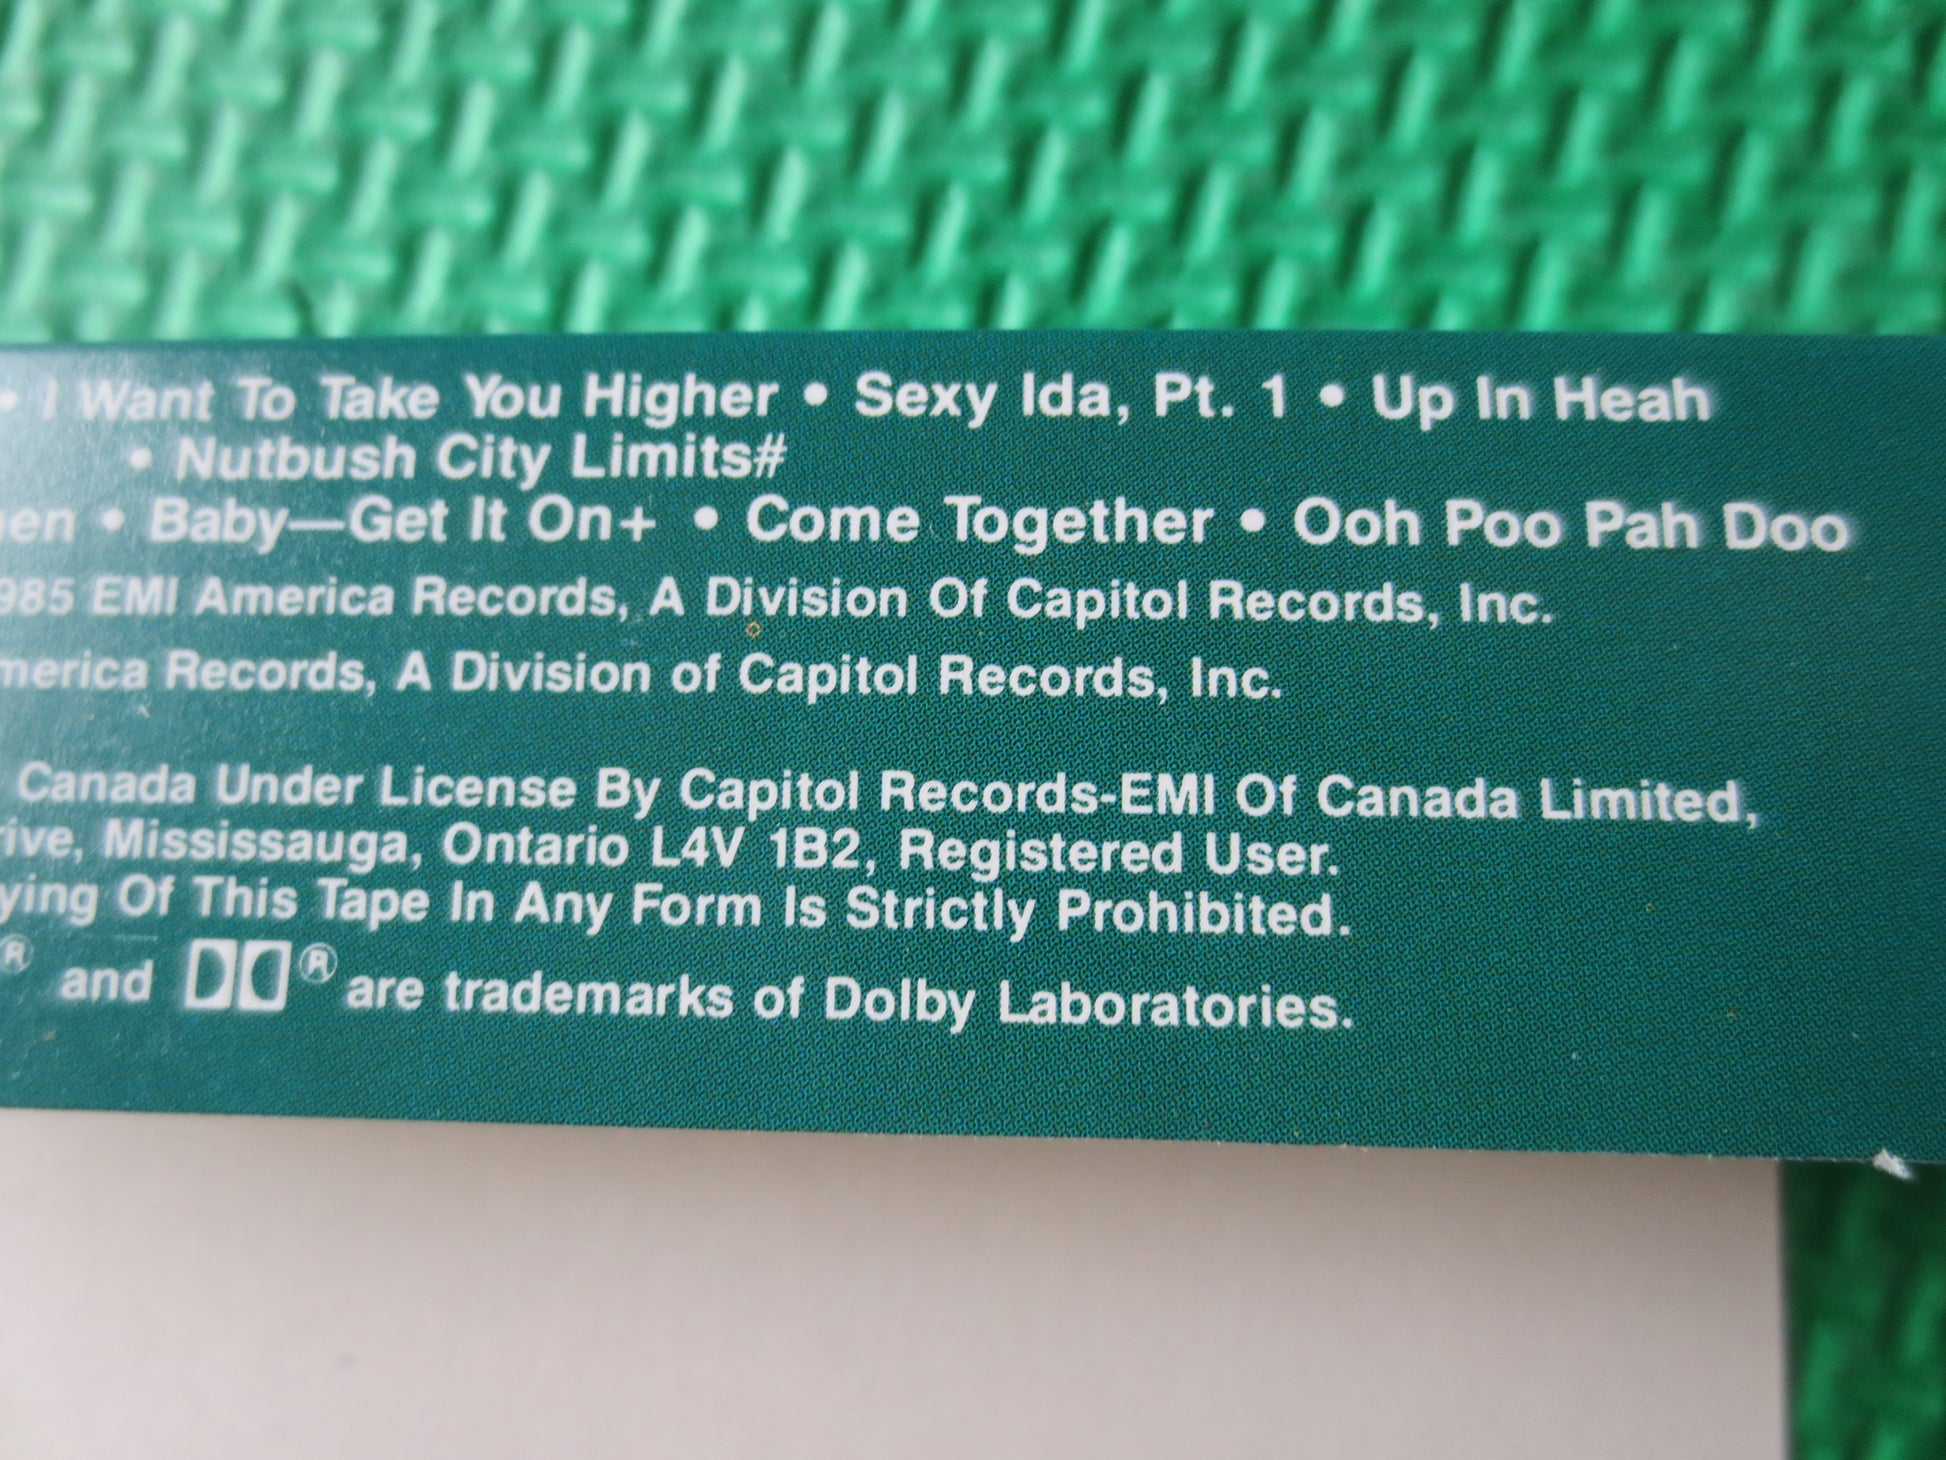 • I Want To Take You Higher • Sexy Ida, Pt. 1 • Up In Heah
• Nutbush City Limits#
• Baby—Get It On+ • Come Together • Ooh Poo Pah Doo
985 EMI America Records, A Division Of Capitol Records, Inc.
merica Records, A Division of Capitol Records, Inc.
Canada Under License By Capitol Records-EMI Of Canada Limited,
rive, Mississauga, Ontario L4V 1B2, Registered User.
ying Of This Tape In Any Form Is Strictly Prohibited.
® and ® are trademarks of Dolby Laboratories.